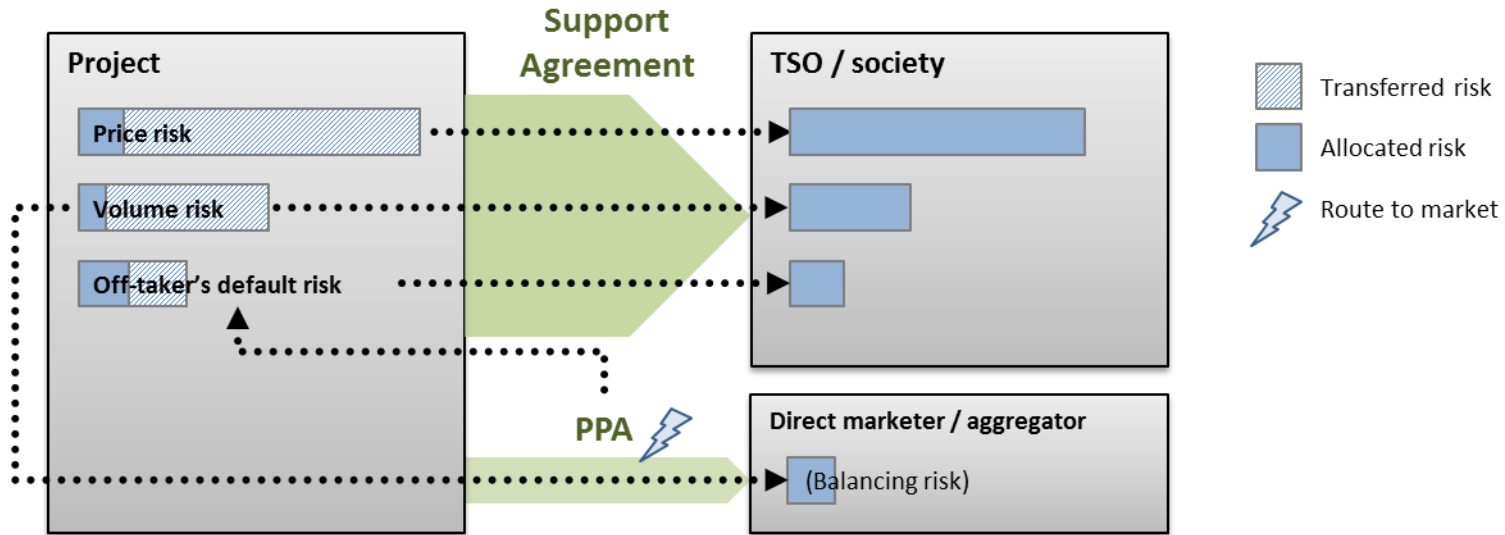 Support
Agreement
Project
Price risk
Volume risk
Off-taker’s default risk
TSO / society
PPA
Direct marketer / aggregator
(Balancing risk)
Transferred risk
Allocated risk
Route to market